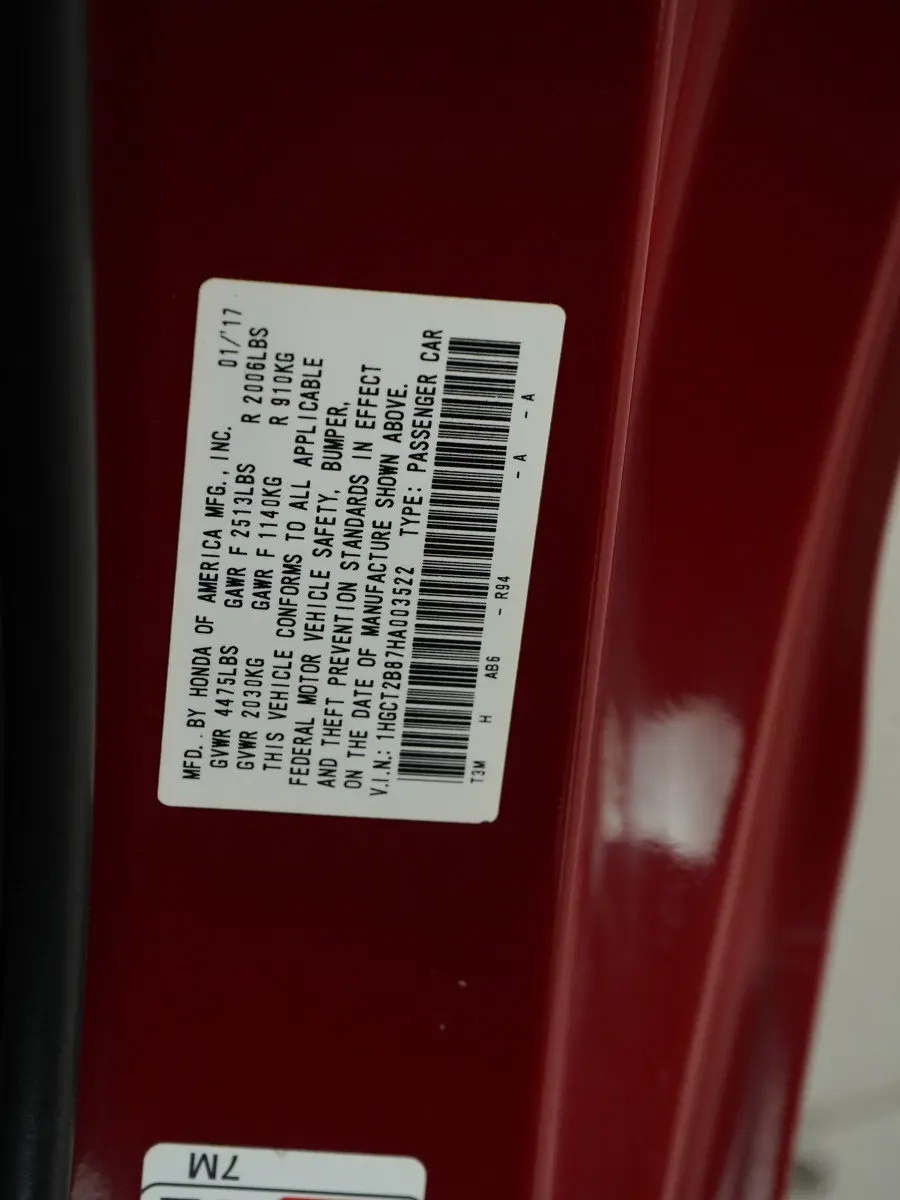 MFD. BY HONDA OF AMERICA MFG., INC. 01/'17
GVWR 4475LBS GAWR F 2513LBS R 2006LBS
GVWR 2030KG GAWR F 1140KG R 910KG
THIS VEHICLE CONFORMS TO ALL APPLICABLE
FEDERAL MOTOR VEHICLE SAFETY, BUMPER,
AND THEFT PREVENTION STANDARDS IN EFFECT
ON THE DATE OF MANUFACTURE SHOWN ABOVE.
V.I.N.: 1HGCT2B87HA003522 TYPE: PASSENGER CAR
T3M H AB6 - R94 - A - A
7M